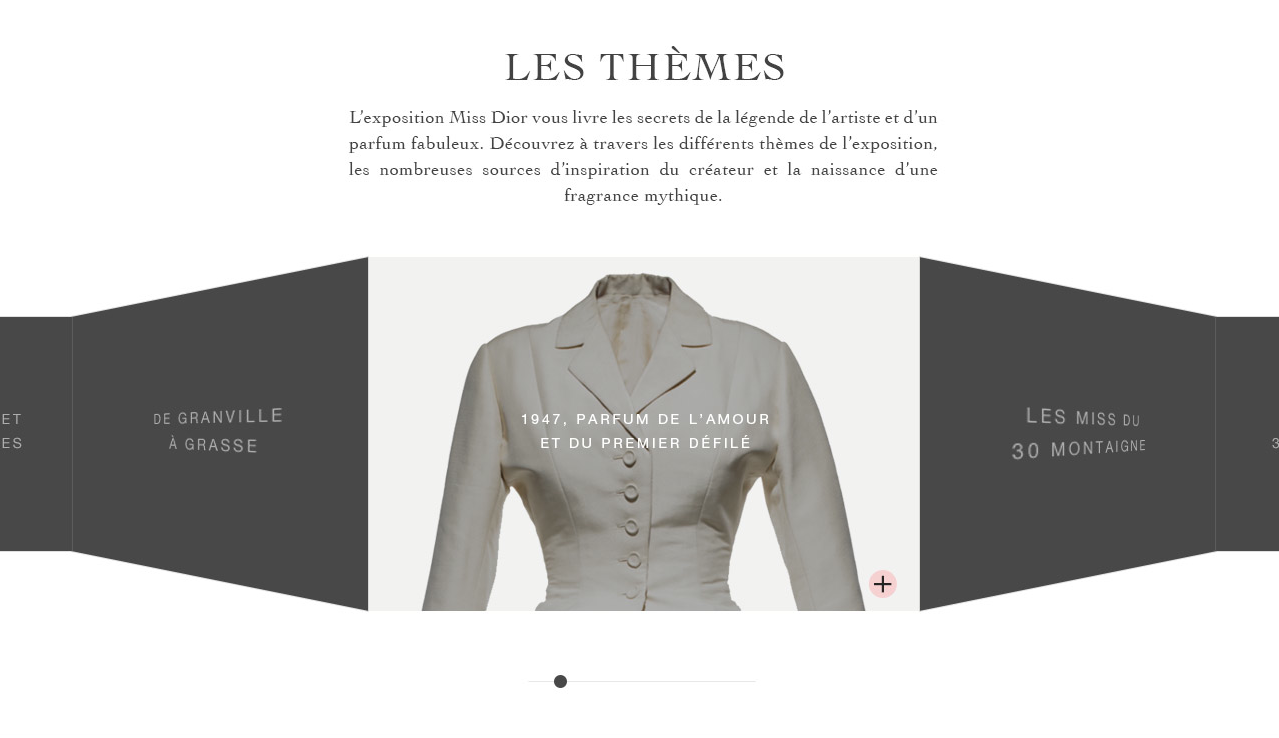 LES THÈMES
L’exposition Miss Dior vous livre les secrets de la légende de l’artiste et d’un
parfum fabuleux. Découvrez à travers les différents thèmes de l’exposition,
les nombreuses sources d’inspiration du créateur et la naissance d’une
fragrance mythique.
ET
ES
DE GRANVILLE
À GRASSE
1947, PARFUM DE L’AMOUR
ET DU PREMIER DÉFILÉ
LES MISS DU
30 MONTAIGNE